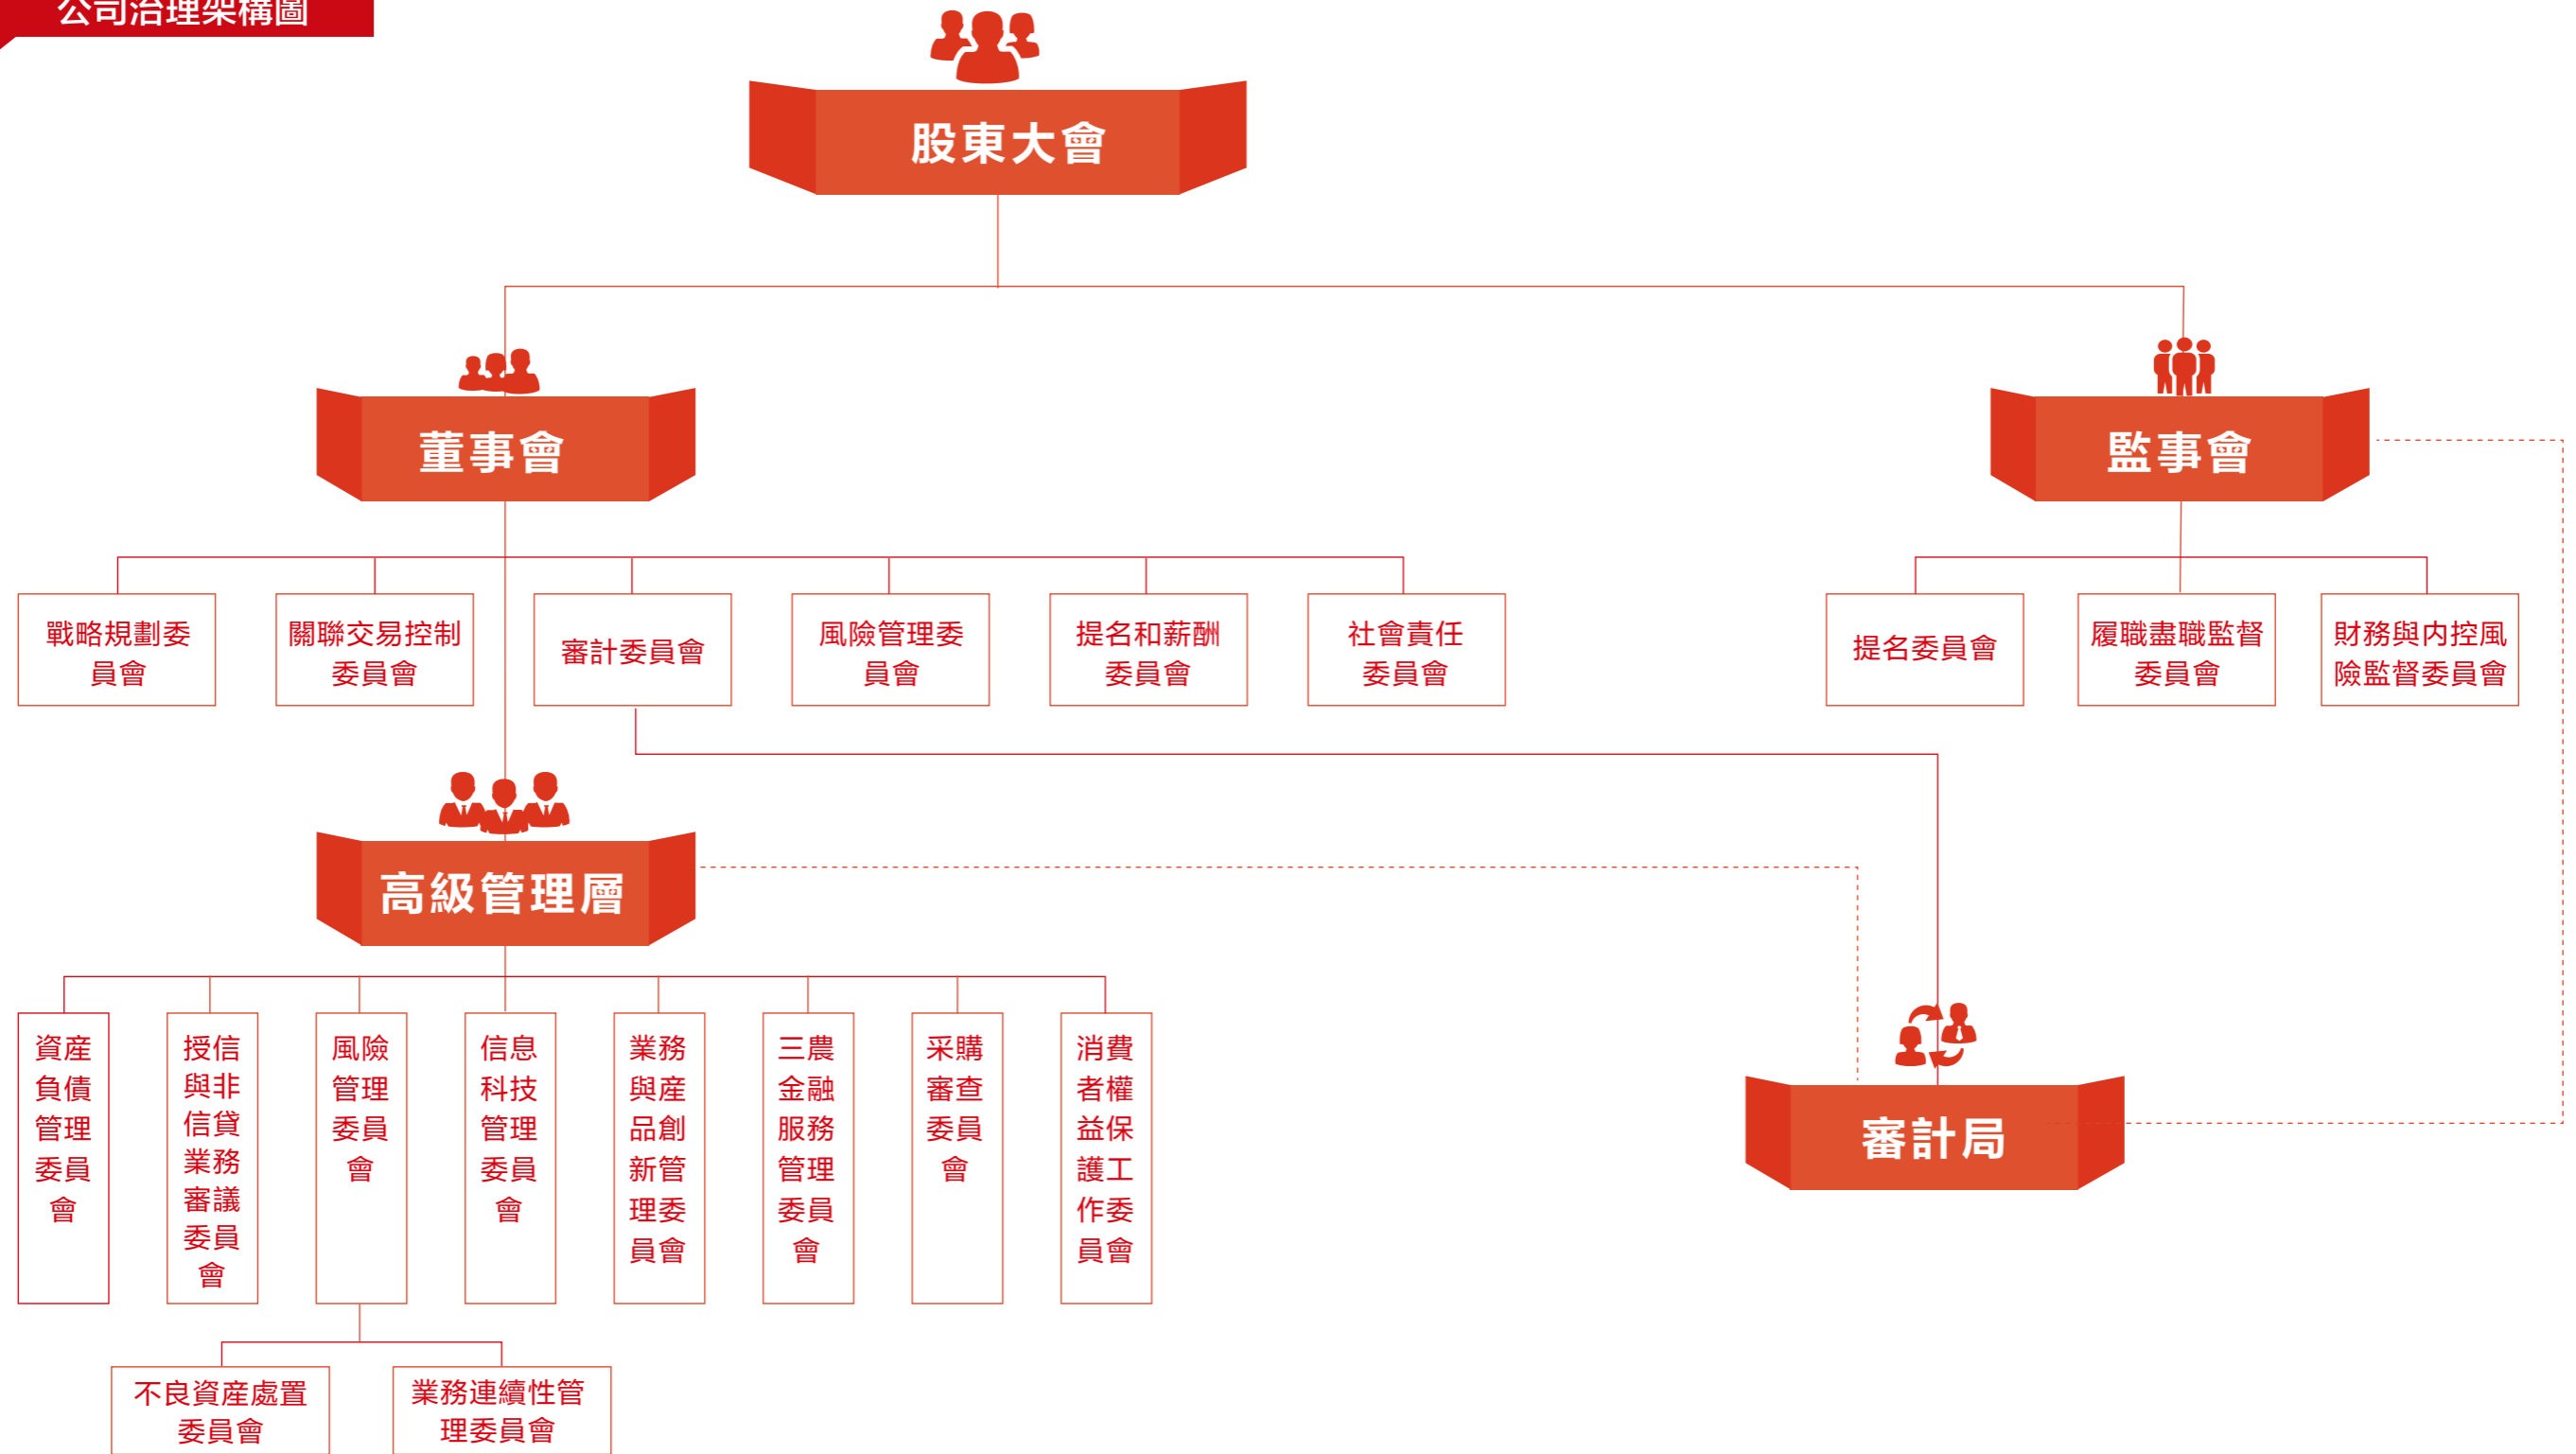 公司治理架構圖
股東大會
董事會
監事會
戰略規劃委
員會
關聯交易控制
委員會
審計委員會
風險管理委
員會
提名和薪酬
委員會
社會責任
委員會
提名委員會
履職盡職監督
委員會
財務與内控風
險監督委員會
高級管理層
資産
負債
管理
委員
會
授信
與非
信貸
業務
審議
委員
會
風險
管理
委員
會
信息
科技
管理
委員
會
業務
與産
品創
新管
理委
員會
三農
金融
服務
管理
委員
會
采購
審查
委員
會
消費
者權
益保
護工
作委
員會
審計局
不良資産處置
委員會
業務連續性管
理委員會